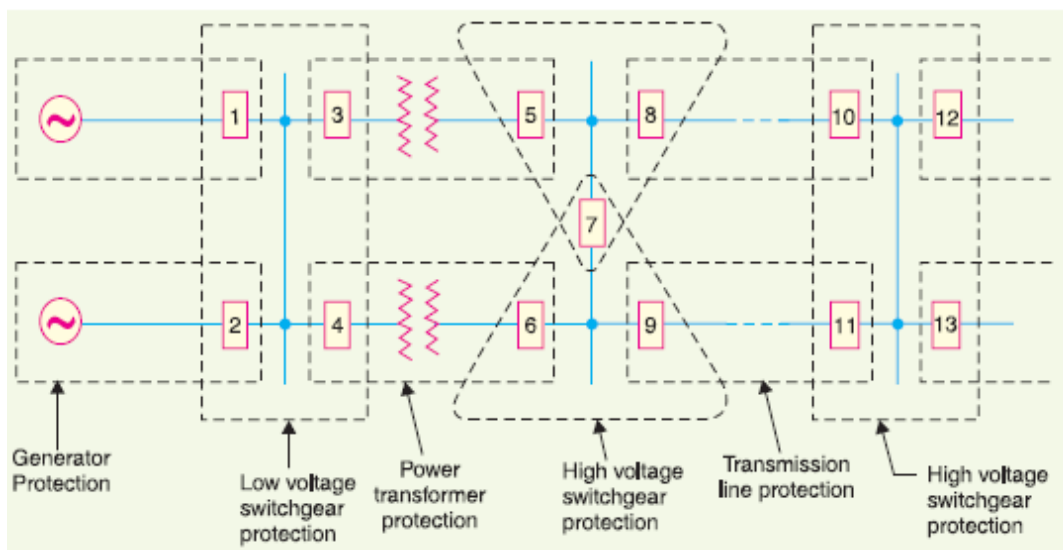 1
3
5
8
10
12
7
2
4
6
9
11
13
Generator
Protection
Low voltage
switchgear
protection
Power
transformer
protection
High voltage
switchgear
protection
Transmission
line protection
High voltage
switchgear
protection